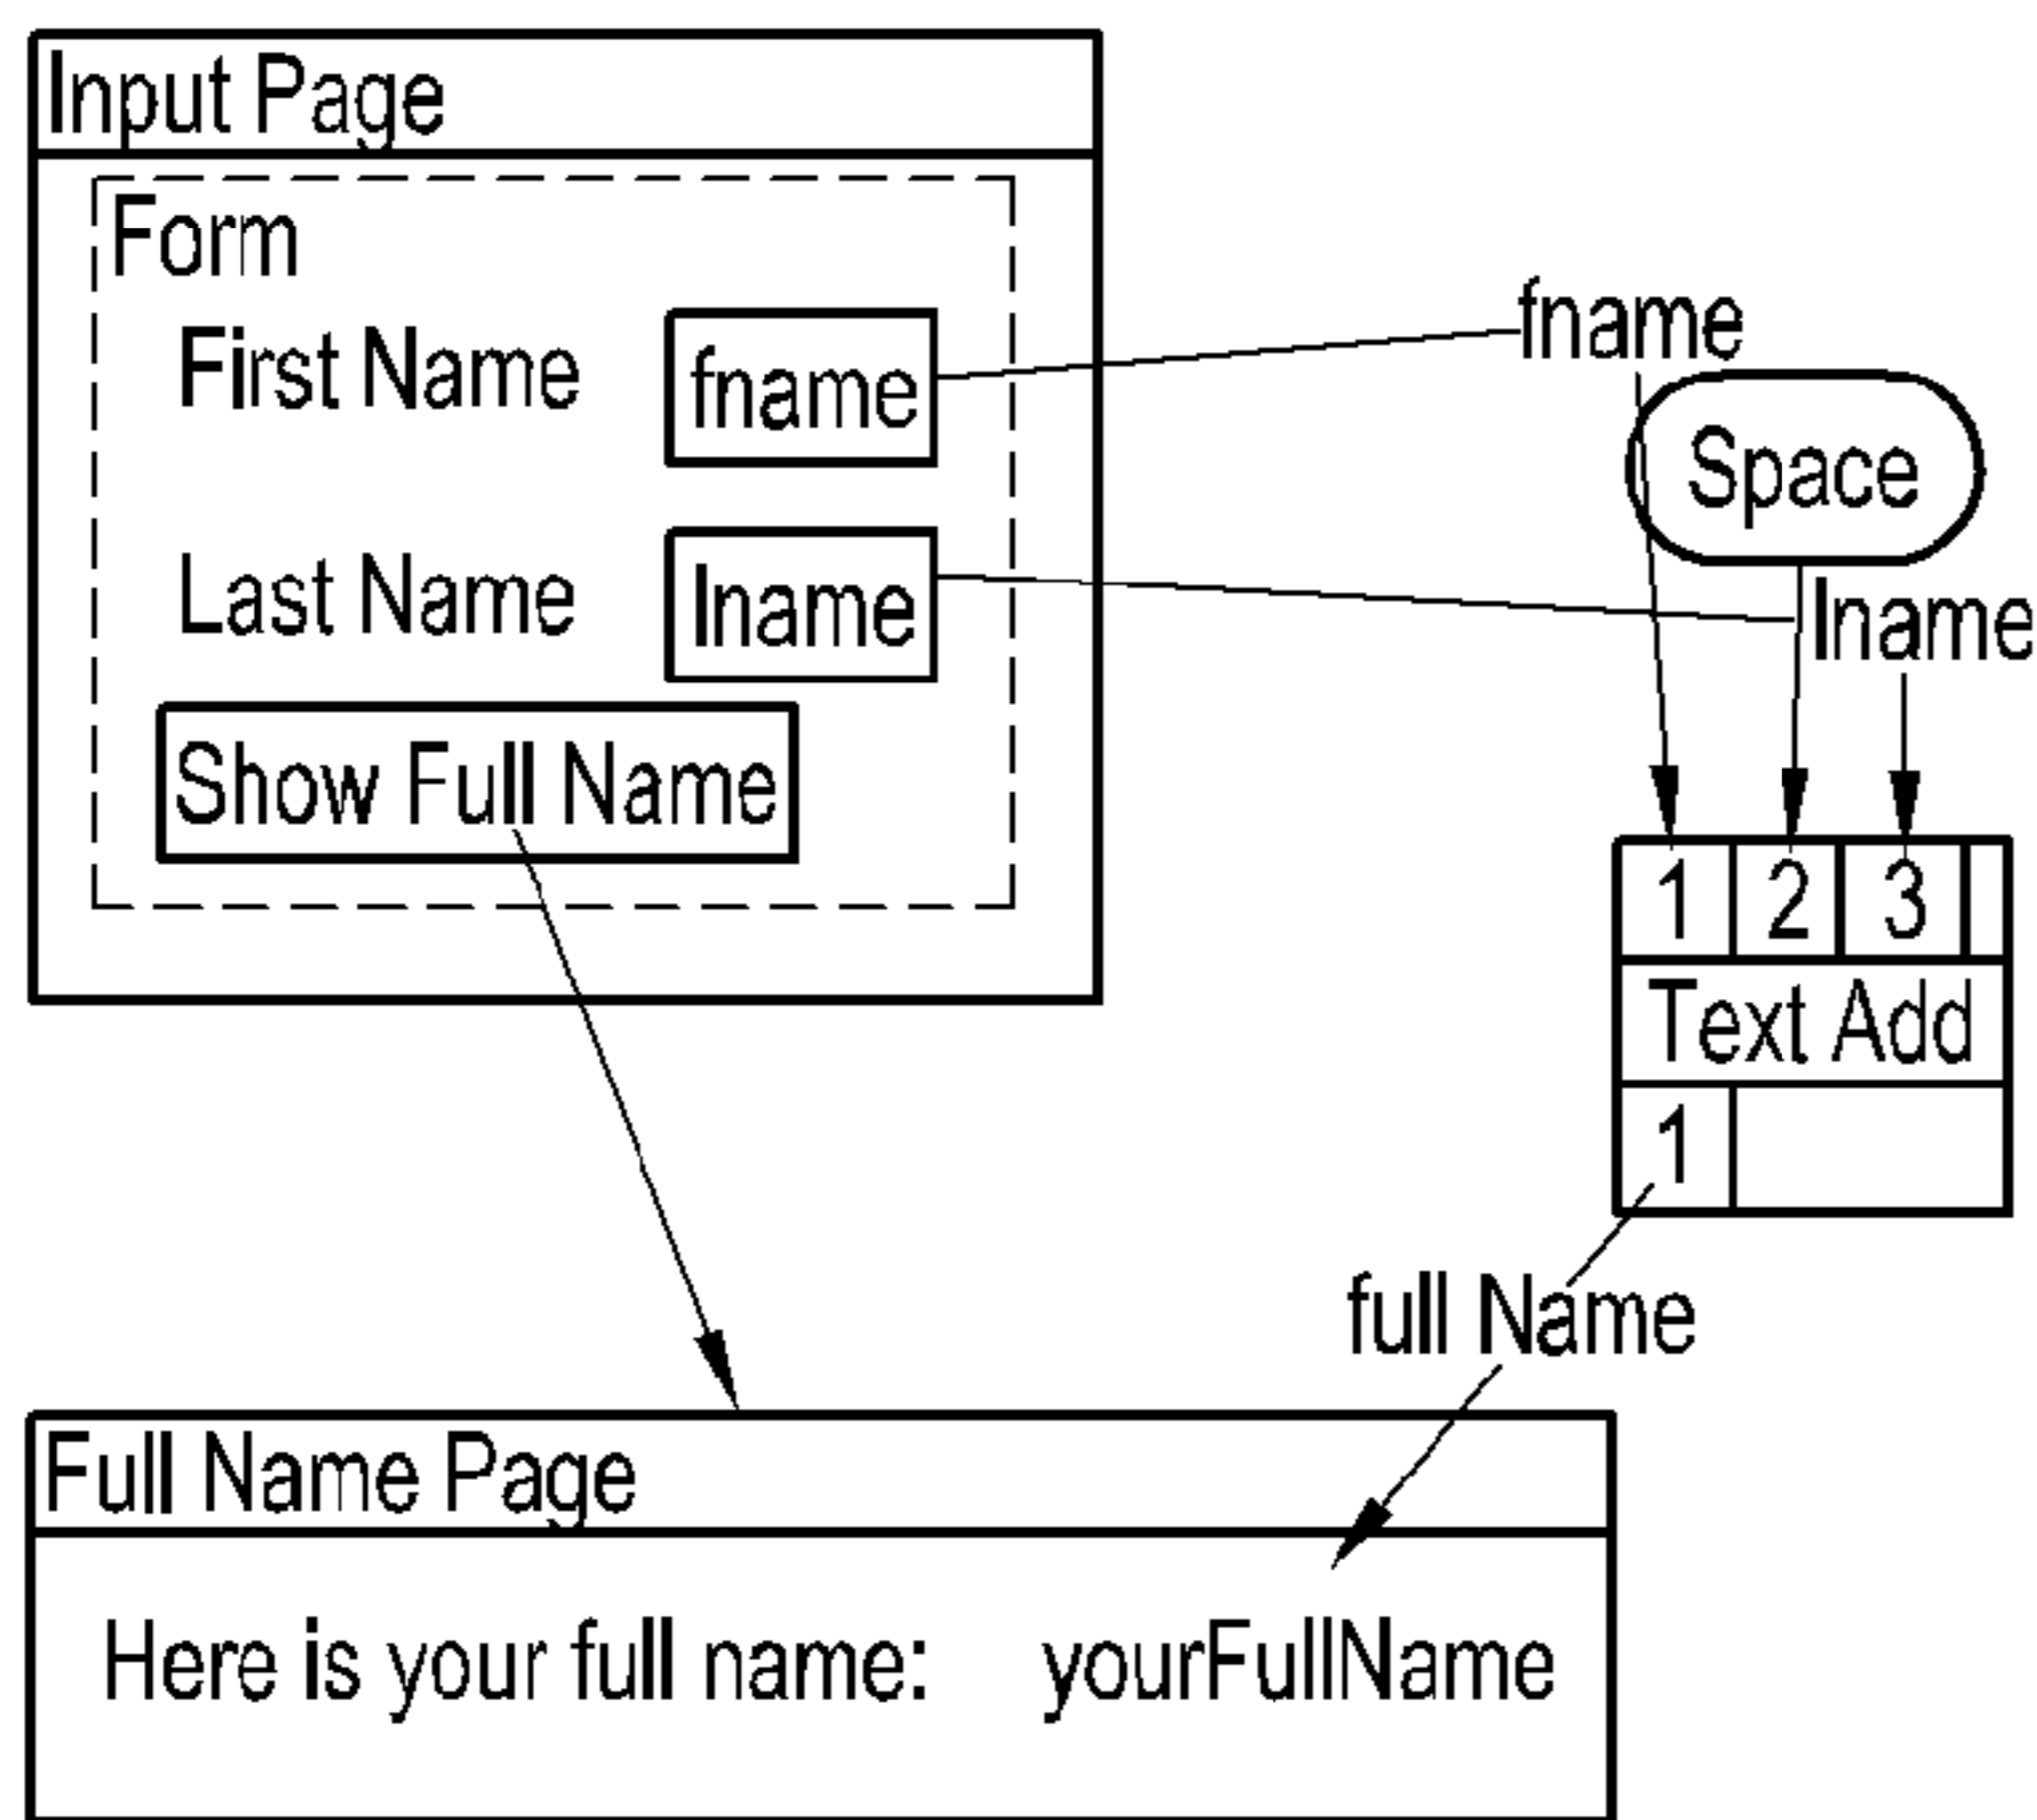 Input Page
Form
First Name fname
fname
Space
Last Name lname
lname
Show Full Name
1 2 3
Text Add
1
full Name
Full Name Page
Here is your full name: yourFullName